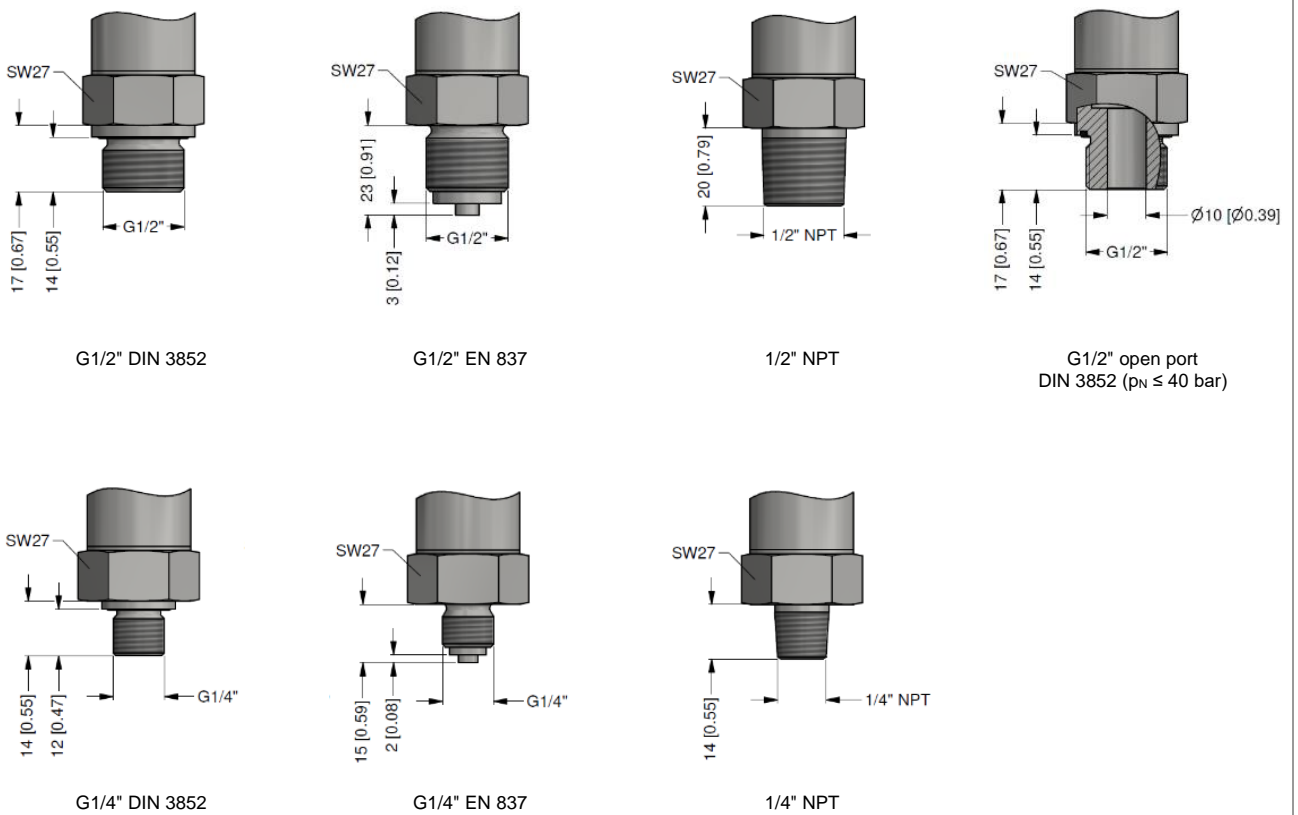 SW27
17 [0.67]
14 [0.55]
G1/2"
G1/2" DIN 3852
SW27
23 [0.91]
3 [0.12]
G1/2"
G1/2" EN 837
SW27
20 [0.79]
1/2" NPT
1/2" NPT
SW27
17 [0.67]
14 [0.55]
Ø10 [Ø0.39]
G1/2"
G1/2" open port
DIN 3852 (pN ≤ 40 bar)
SW27
14 [0.55]
12 [0.47]
G1/4"
G1/4" DIN 3852
SW27
15 [0.59]
2 [0.08]
G1/4"
G1/4" EN 837
SW27
14 [0.55]
1/4" NPT
1/4" NPT